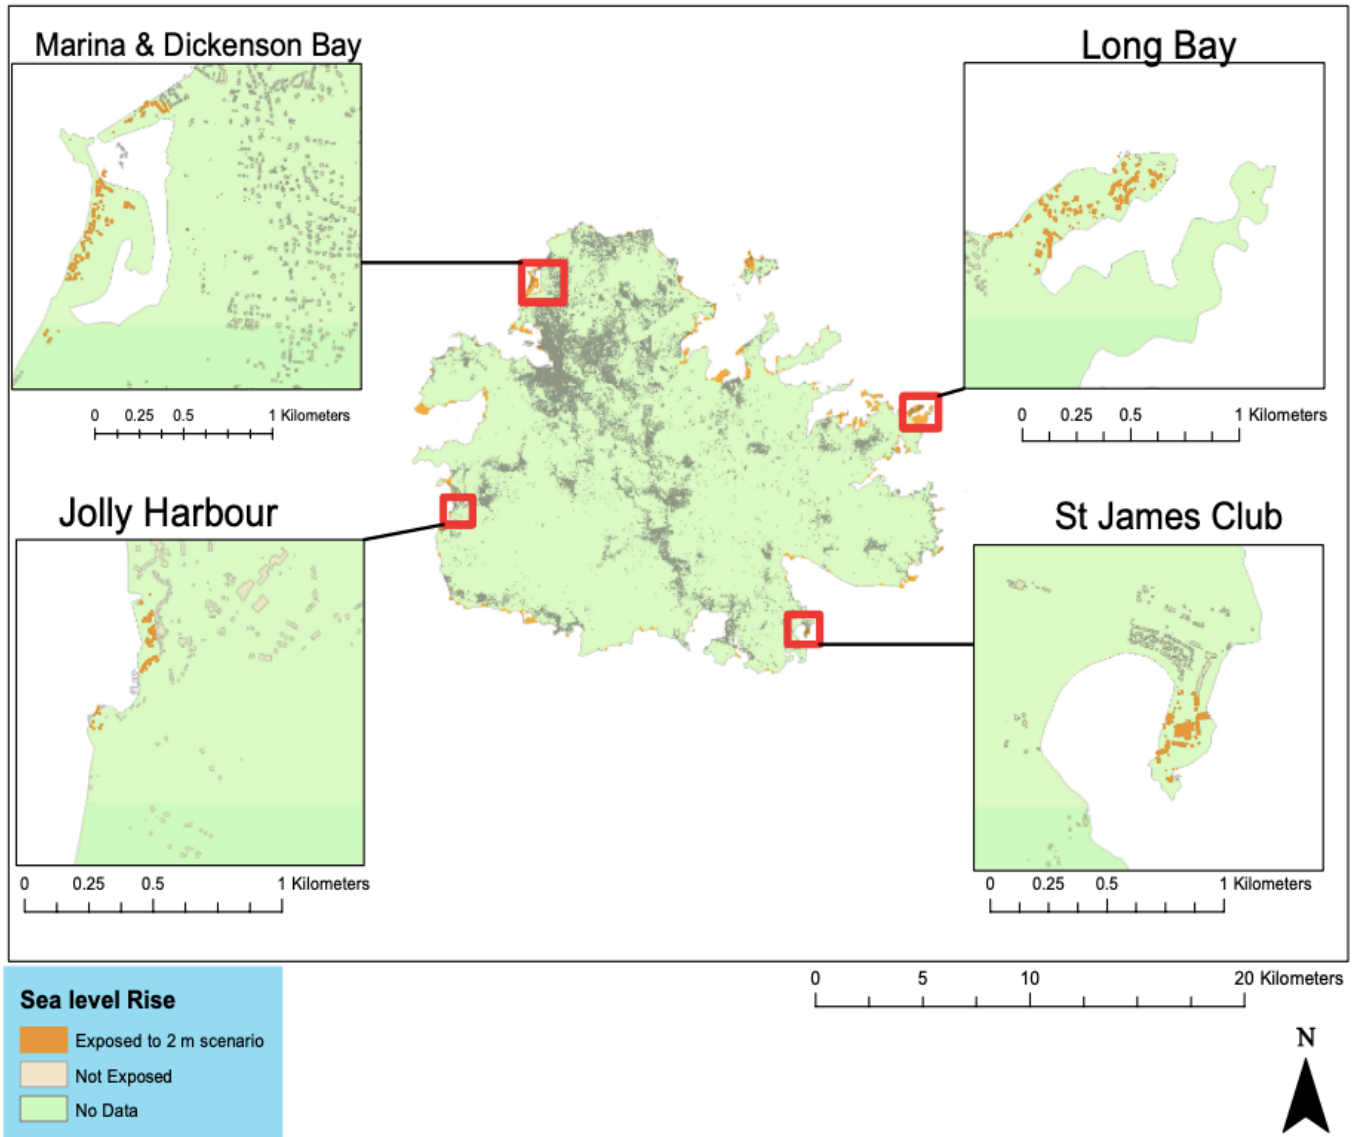 Marina & Dickenson Bay
Long Bay
0 0.25 0.5 1 Kilometers
0 0.25 0.5 1 Kilometers
Jolly Harbour
St James Club
0 0.25 0.5 1 Kilometers
0 0.25 0.5 1 Kilometers
0 5 10 20 Kilometers
Sea level Rise
Exposed to 2 m scenario
Not Exposed
No Data
N